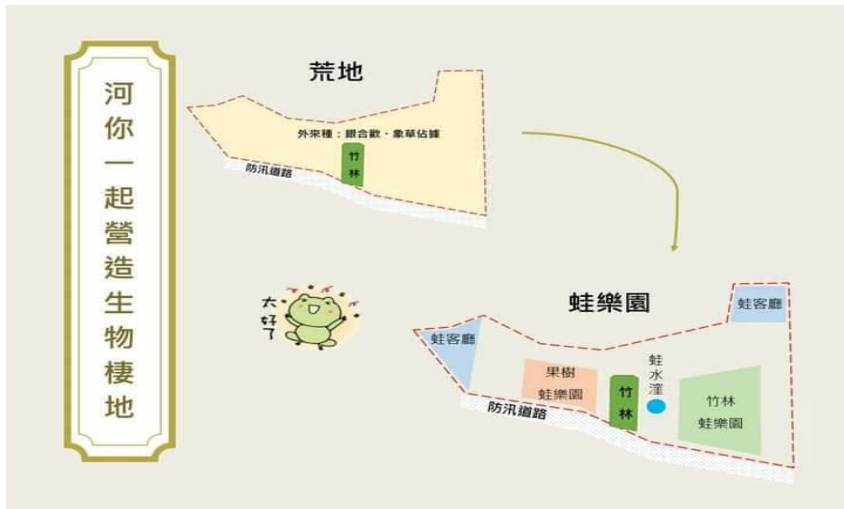 河你一起營造生物棲地
荒地
外來種：銀合歡、象草佔據
竹林
防汛道路
太好了
蛙樂園
蛙客廳
蛙客廳
果樹
蛙樂園
竹林
蛙水漥
竹林
蛙樂園
防汛道路